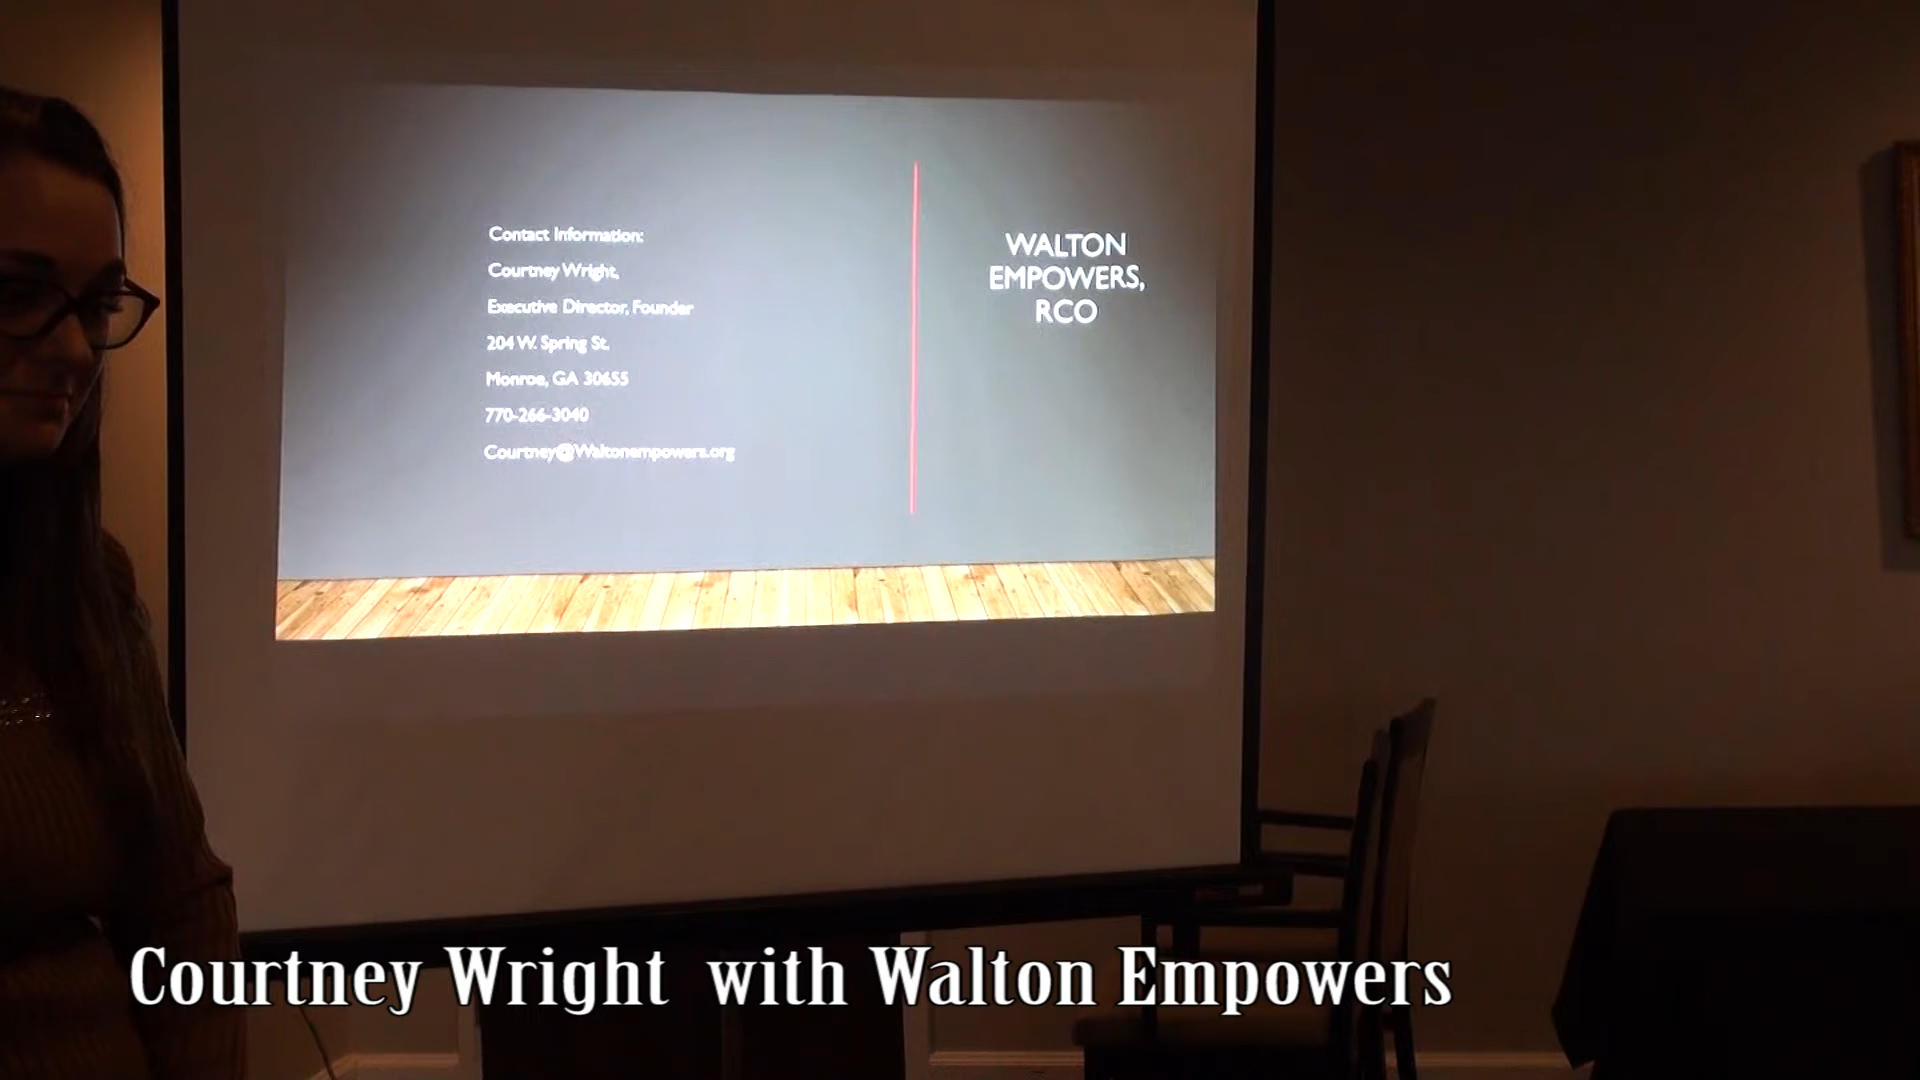 Contact Information:
Courtney Wright,
Executive Director, Founder
204 W. Spring St.
Monroe, GA 30655
770-266-3040
Courtney@Waltonempowers.org
WALTON
EMPOWERS,
RCO
Courtney Wright with Walton Empowers